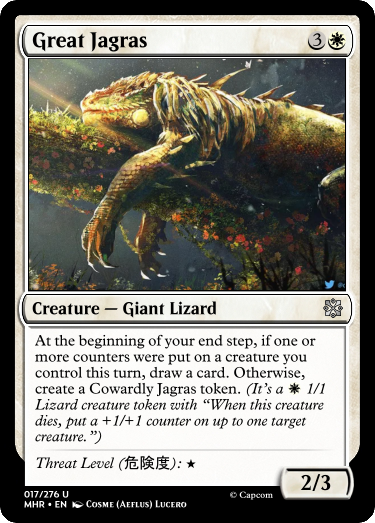 Great Jagras 3
Creature — Giant Lizard
At the beginning of your end step, if one or
more counters were put on a creature you
control this turn, draw a card. Otherwise,
create a Cowardly Jagras token. (It's a 1/1
Lizard creature token with “When this creature
dies, put a +1/+1 counter on up to one target
creature.”)
Threat Level (危険度): ★
2/3
017/276 U
MHR • EN Cosme (Aeflus) Lucero
© Capcom